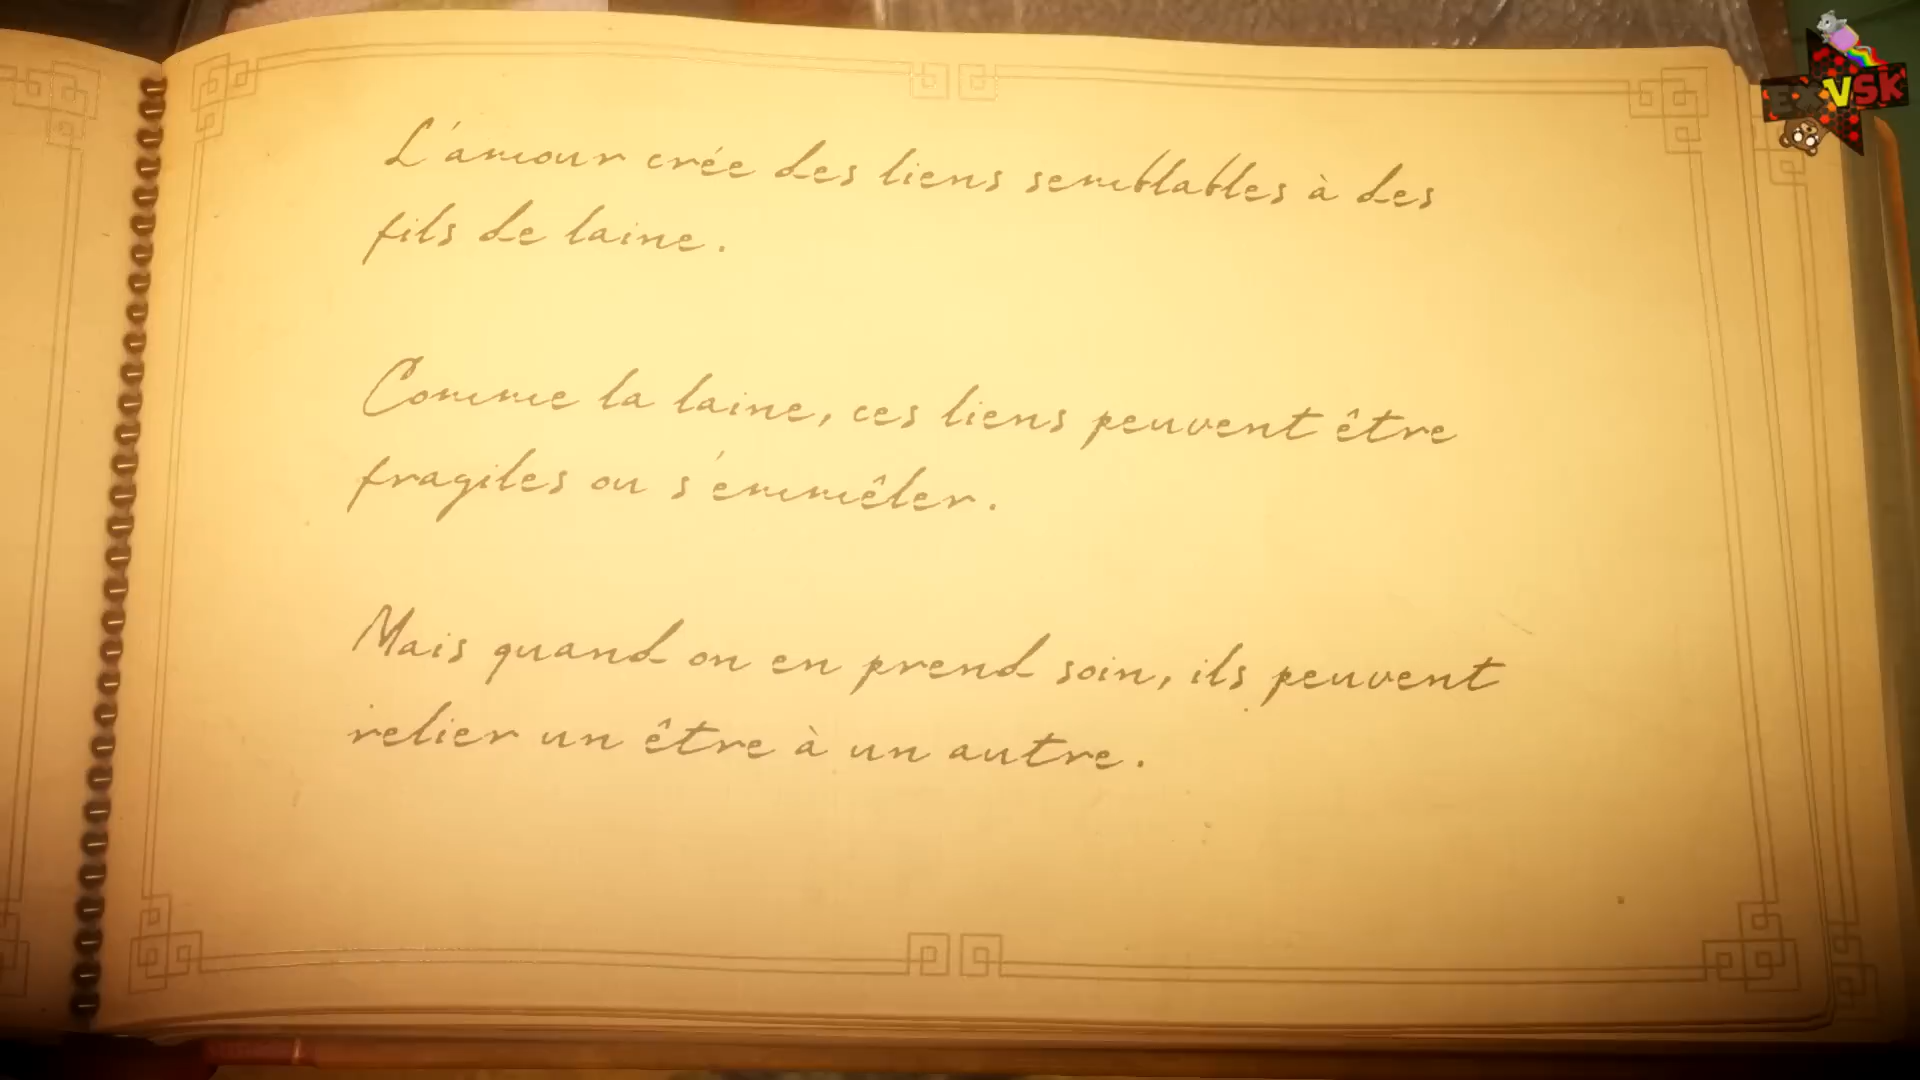 L'amour crée des liens semblables à des
fils de laine.
Comme la laine, ces liens peuvent être
fragiles ou s'emmêler.
Mais quand on en prend soin, ils peuvent
relier un être à un autre.
EXVSK